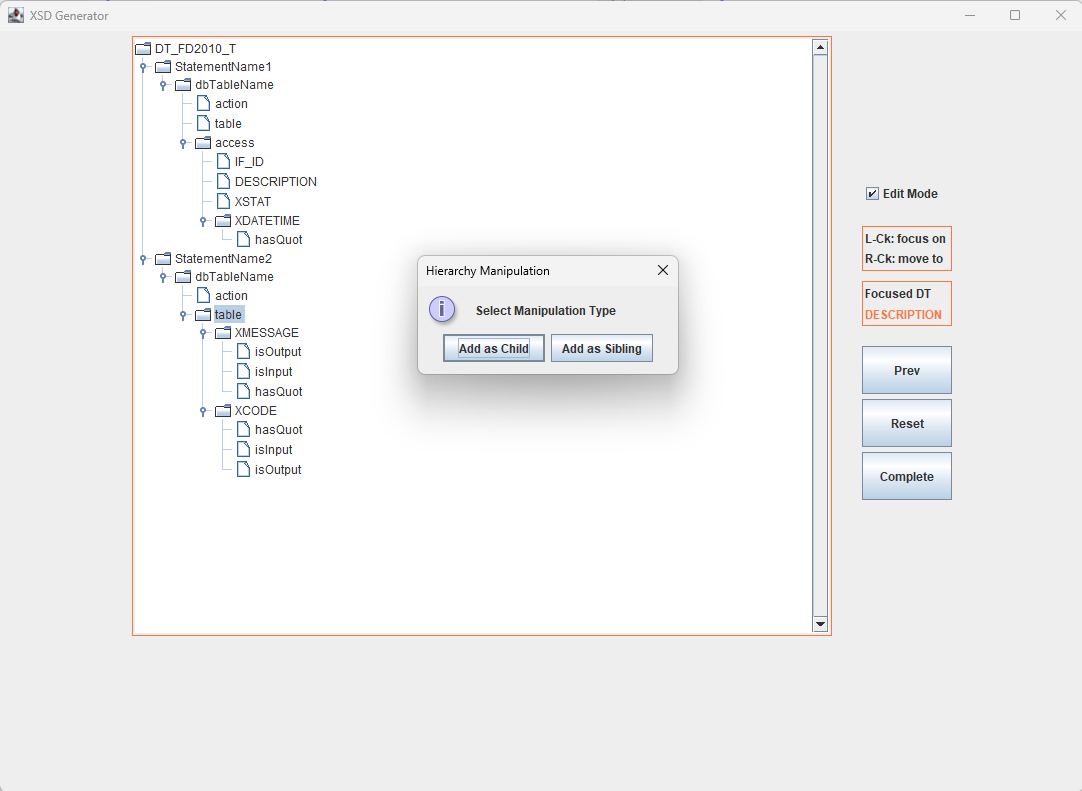 XSD Generator
DT_FD2010_T
StatementName1
dbTableName
action
table
access
IF_ID
DESCRIPTION
XSTAT
XDATETIME
hasQuot
StatementName2
dbTableName
action
table
XMESSAGE
isOutput
isInput
hasQuot
XCODE
hasQuot
isInput
isOutput
Hierarchy Manipulation
i
Select Manipulation Type
Add as Child
Add as Sibling
Edit Mode
L-Ck: focus on
R-Ck: move to
Focused DT
DESCRIPTION
Prev
Reset
Complete